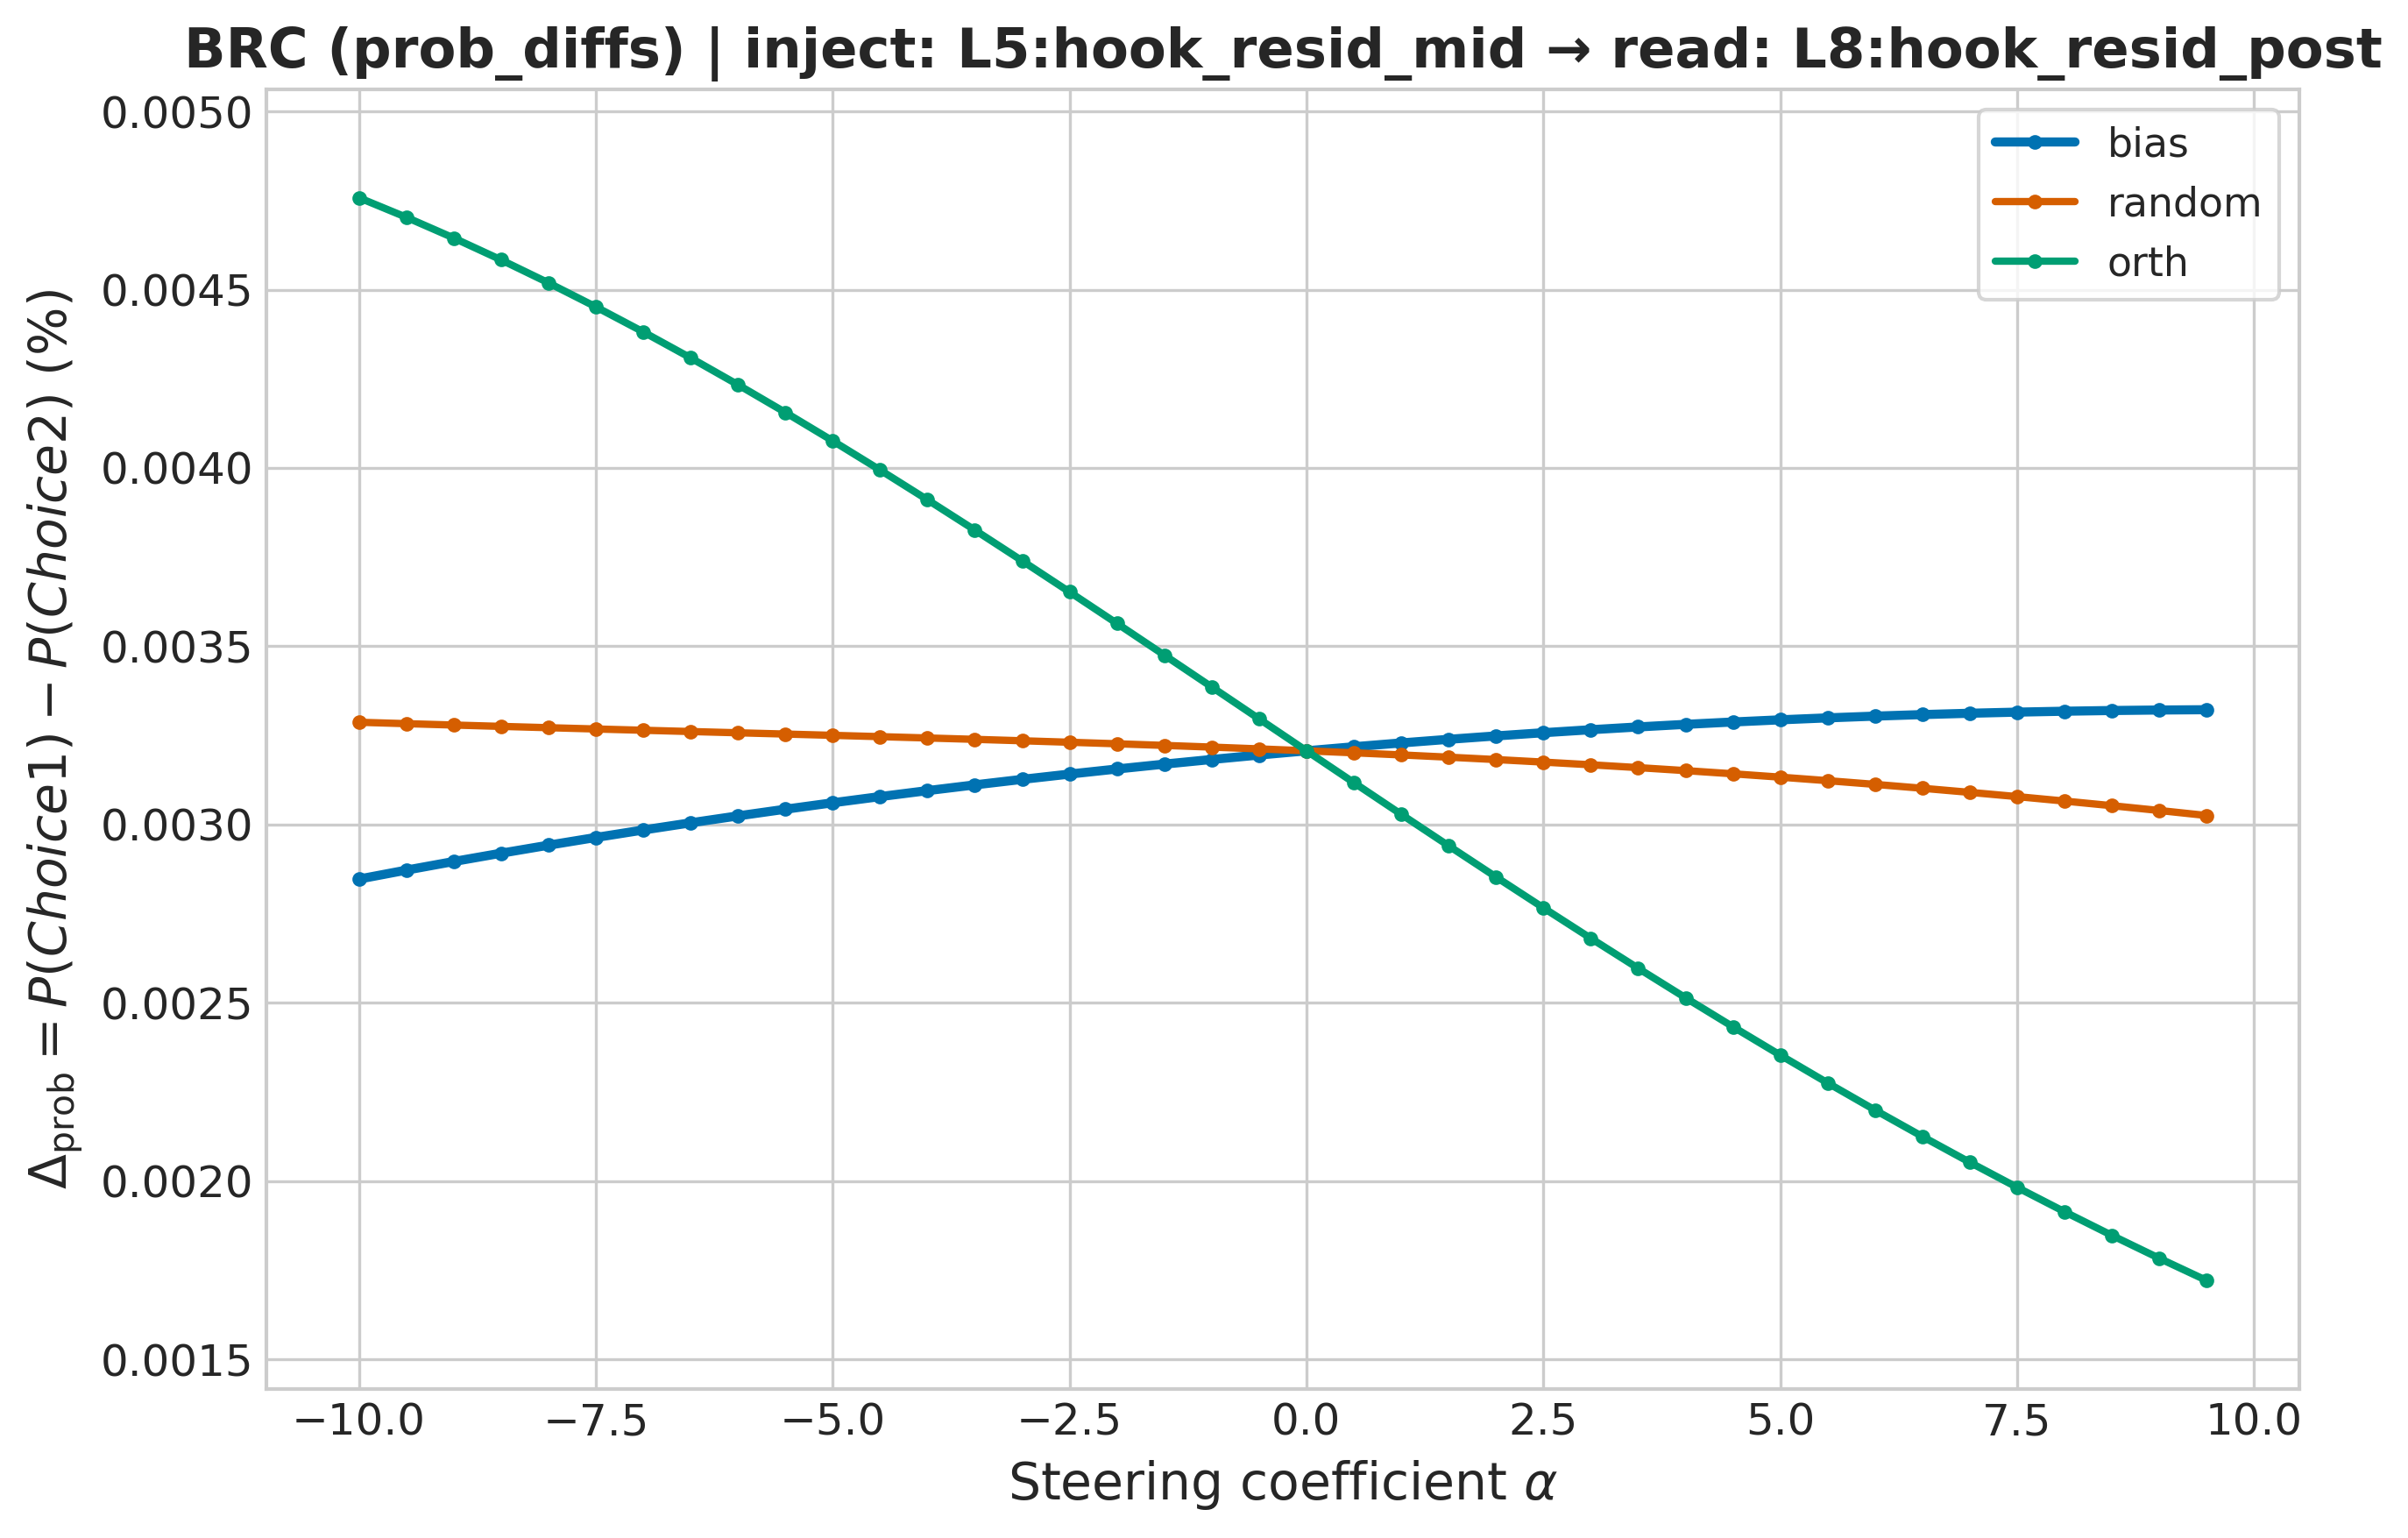 BRC (prob_diffs) | inject: L5:hook_resid_mid → read: L8:hook_resid_post
Δprob = P(Choice1) − P(Choice2) (%)
0.0050
0.0045
0.0040
0.0035
0.0030
0.0025
0.0020
0.0015
bias
random
orth
−10.0 −7.5 −5.0 −2.5 0.0 2.5 5.0 7.5 10.0
Steering coefficient α